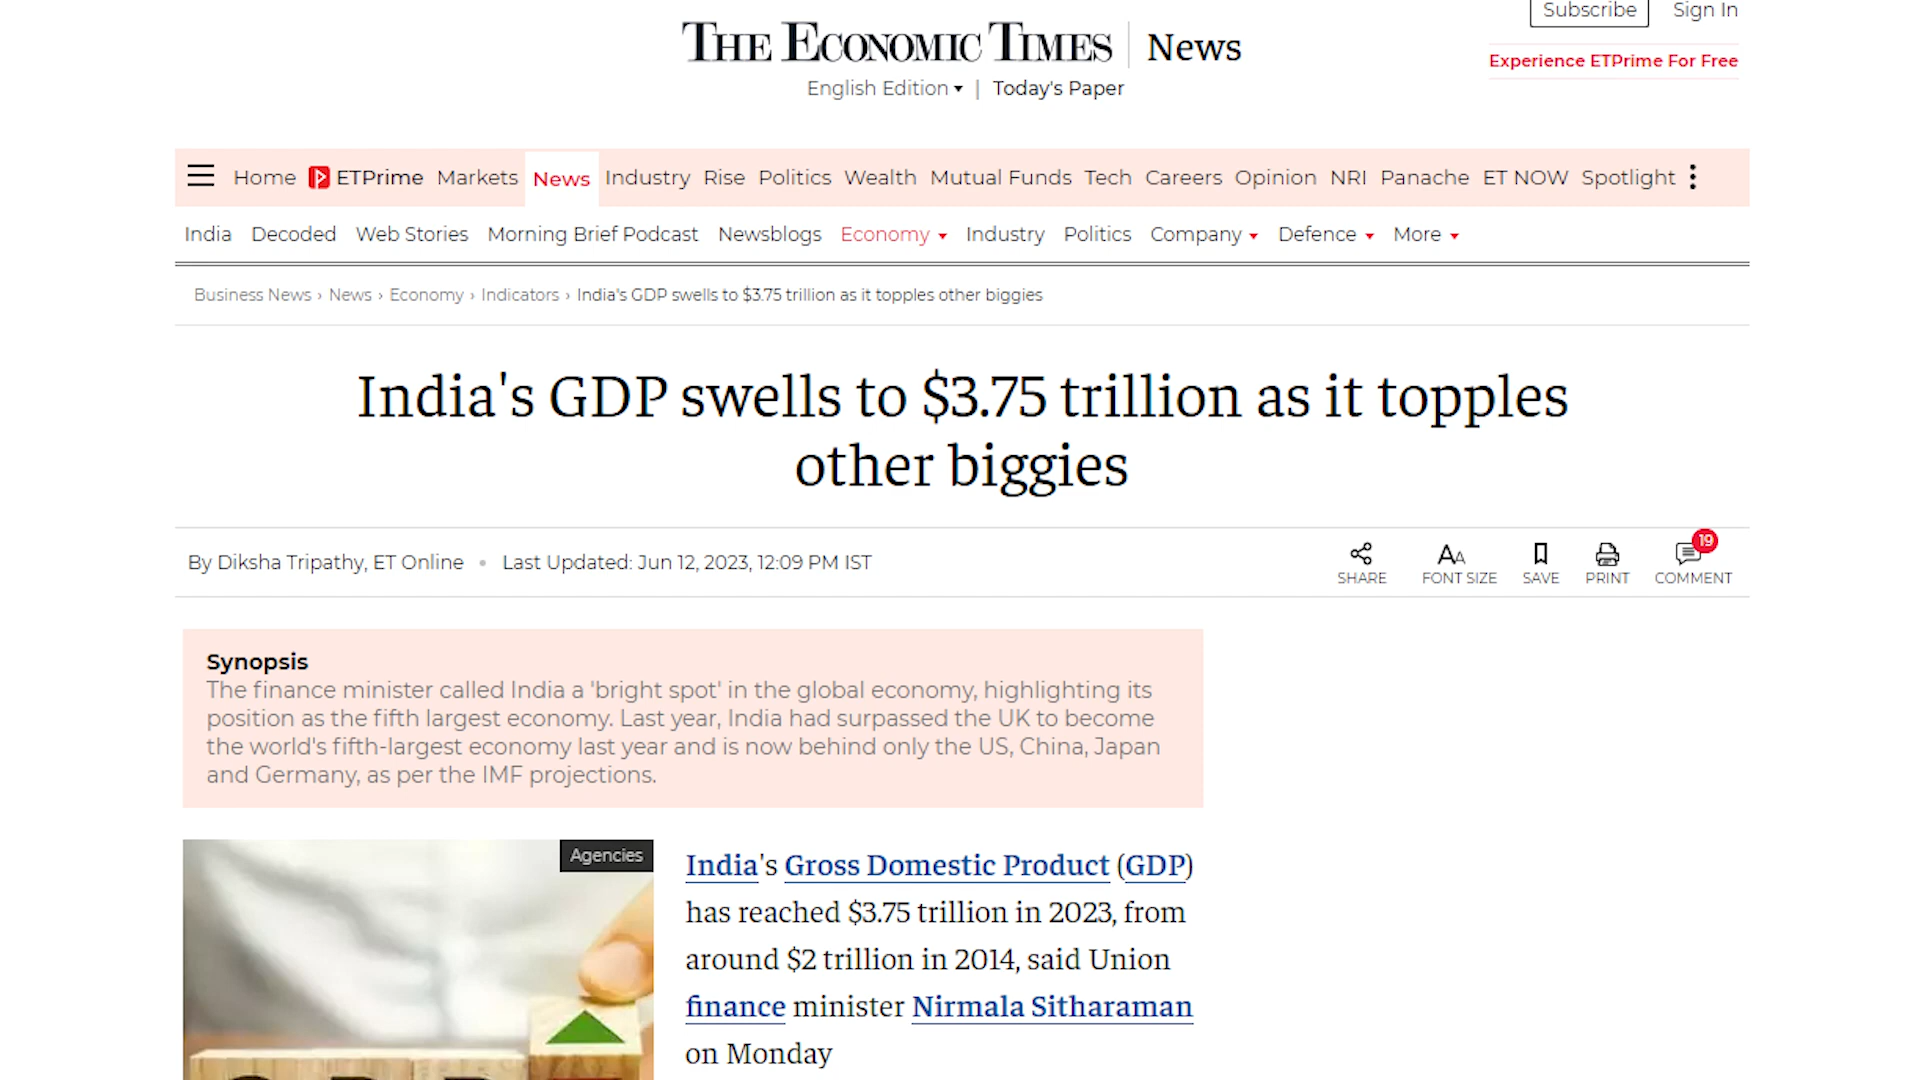 Subscribe Sign In
THE ECONOMIC TIMES | News
Experience ETPrime For Free
English Edition | Today's Paper
Home ETPrime Markets News Industry Rise Politics Wealth Mutual Funds Tech Careers Opinion NRI Panache ET NOW Spotlight
India Decoded Web Stories Morning Brief Podcast Newsblogs Economy Industry Politics Company Defence More
Business News › News › Economy › Indicators › India's GDP swells to $3.75 trillion as it topples other biggies
India's GDP swells to $3.75 trillion as it topples
other biggies
By Diksha Tripathy, ET Online • Last Updated: Jun 12, 2023, 12:09 PM IST
19
SHARE FONT SIZE SAVE PRINT COMMENT
Synopsis
The finance minister called India a 'bright spot' in the global economy, highlighting its
position as the fifth largest economy. Last year, India had surpassed the UK to become
the world's fifth-largest economy last year and is now behind only the US, China, Japan
and Germany, as per the IMF projections.
Agencies
India's Gross Domestic Product (GDP)
has reached $3.75 trillion in 2023, from
around $2 trillion in 2014, said Union
finance minister Nirmala Sitharaman
on Monday